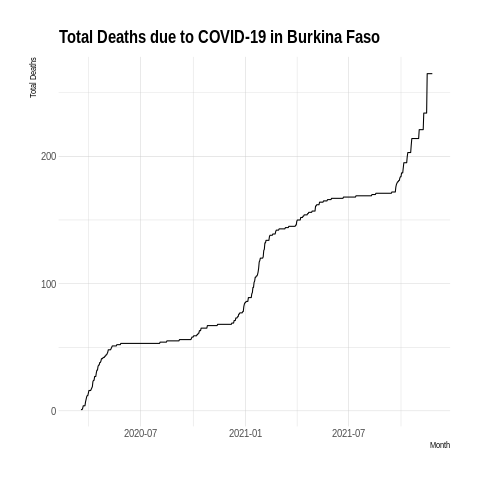 Total Deaths due to COVID-19 in Burkina Faso
Total Deaths
200
100
0
2020-07
2021-01
2021-07
Month